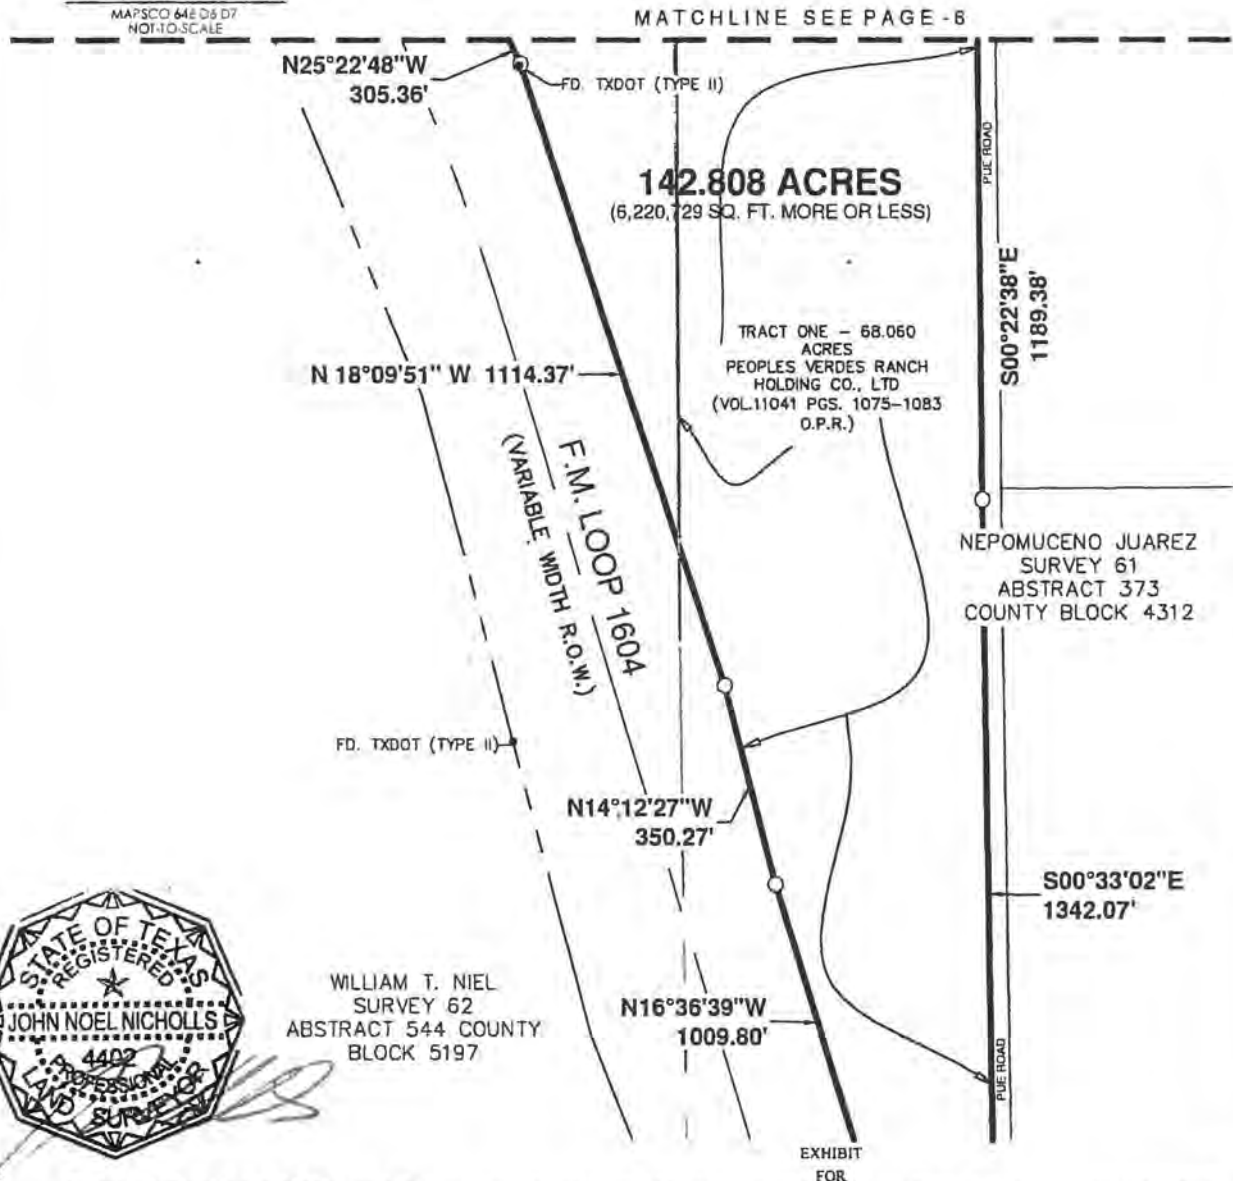 MAPSCO 648 D6 D7
NOT-TO-SCALE
MATCHLINE SEE PAGE - 8
N25°22'48"W
305.36'
FD. TXDOT (TYPE II)
142.808 ACRES
(6,220,729 SQ. FT. MORE OR LESS)
PUE ROAD
S00°22'38"E
1189.38'
TRACT ONE - 68.060
ACRES
PEOPLES VERDES RANCH
HOLDING CO., LTD
(VOL.11041 PGS. 1075-1083
O.P.R.)
N 18°09'51" W 1114.37'
F.M. LOOP 1604
(VARIABLE WIDTH R.O.W.)
NEPOMUCENO JUAREZ
SURVEY 61
ABSTRACT 373
COUNTY BLOCK 4312
FD. TXDOT (TYPE II)
N14°12'27"W
350.27'
S00°33'02"E
1342.07'
STATE OF TEXAS
REGISTERED
JOHN NOEL NICHOLLS
4402
PROFESSIONAL
LAND SURVEYOR
WILLIAM T. NIEL
SURVEY 62
ABSTRACT 544 COUNTY
BLOCK 5197
N16°36'39"W
1009.80'
PUE ROAD
EXHIBIT
FOR